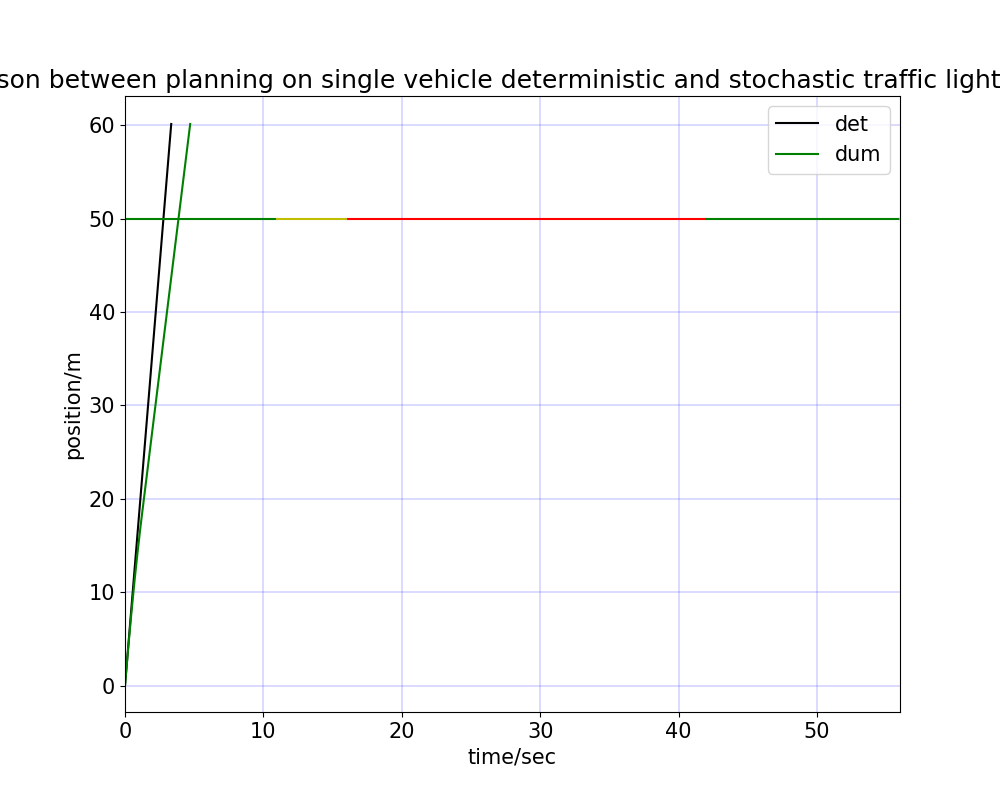 son between planning on single vehicle deterministic and stochastic traffic light
det
dum
60
50
40
30
20
10
0
position/m
0 10 20 30 40 50
time/sec